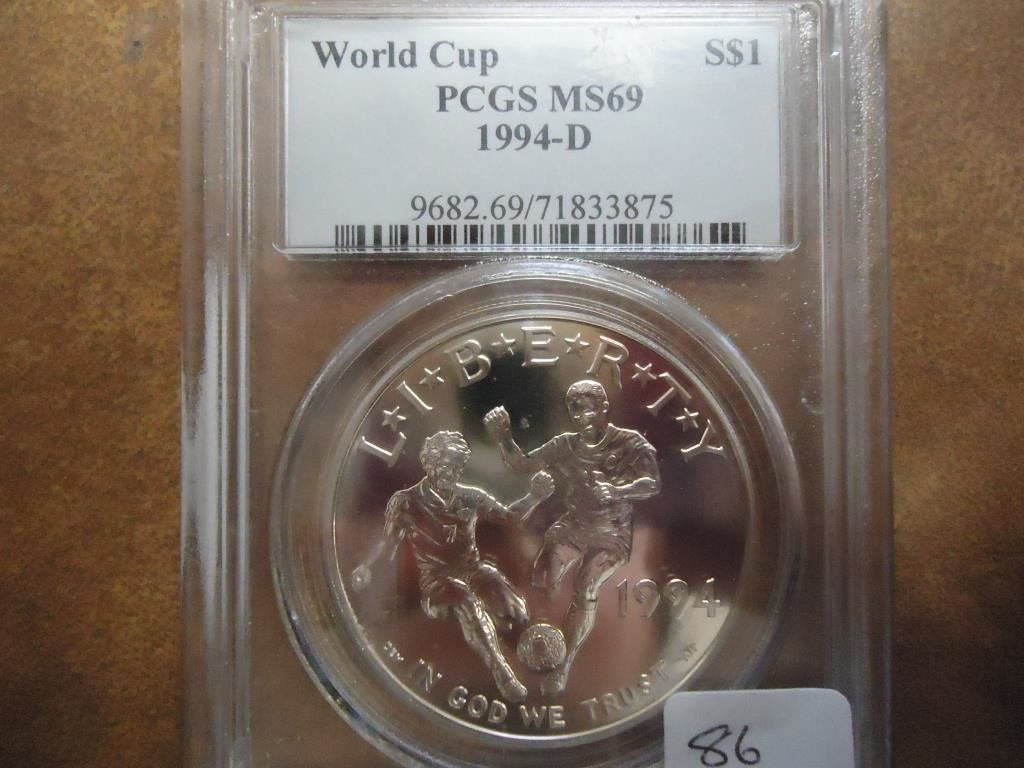 World Cup S$1
PCGS MS69
1994-D
9682.69/71833875
L★I★B★E★R★T★Y
1994
IN GOD WE TRUST
86